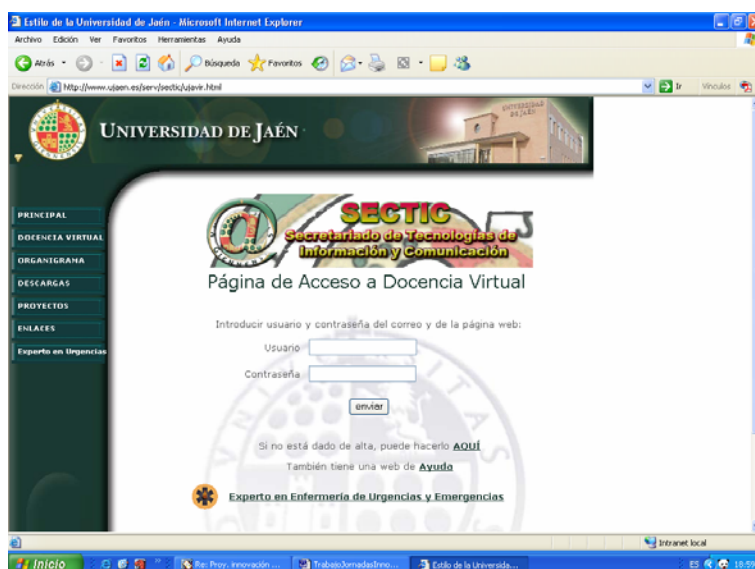 Estilo de la Universidad de Jaén - Microsoft Internet Explorer
Archivo Edición Ver Favoritos Herramientas Ayuda
Atrás Búsqueda Favoritos
Dirección http://www.ujaen.es/serv/sectic/ujavir.html Ir Vínculos
UNIVERSIDAD DE JAÉN
UNIVERSIDAD
DE JAÉN
PRINCIPAL
DOCENCIA VIRTUAL
ORGANIGRAMA
DESCARGAS
PROYECTOS
ENLACES
Experto en Urgencias
SECTIC
Secretariado de Tecnologías de
Información y Comunicación
Página de Acceso a Docencia Virtual
Introducir usuario y contraseña del correo y de la página web:
Usuario
Contraseña
enviar
Si no está dado de alta, puede hacerlo AQUÍ
También tiene una web de Ayuda
Experto en Enfermería de Urgencias y Emergencias
Intranet local
Inicio Re: Proy. innovación ... TrabajoJornadasInno... Estilo de la Universida... ES